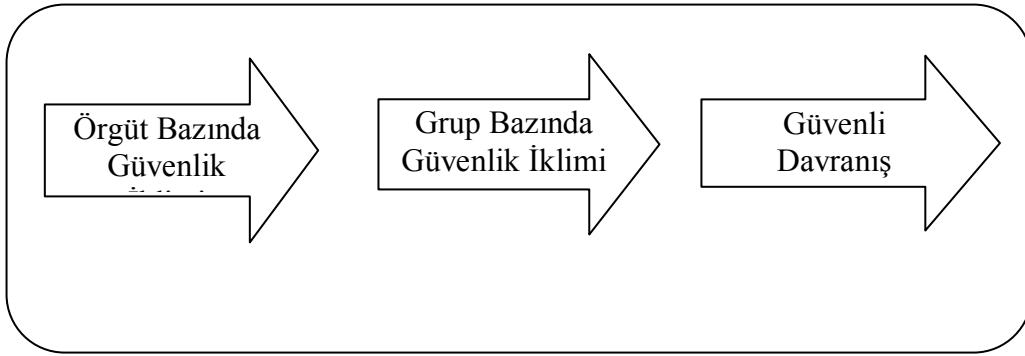 Örgüt Bazında
Güvenlik
Grup Bazında
Güvenlik İklimi
Güvenli
Davranış